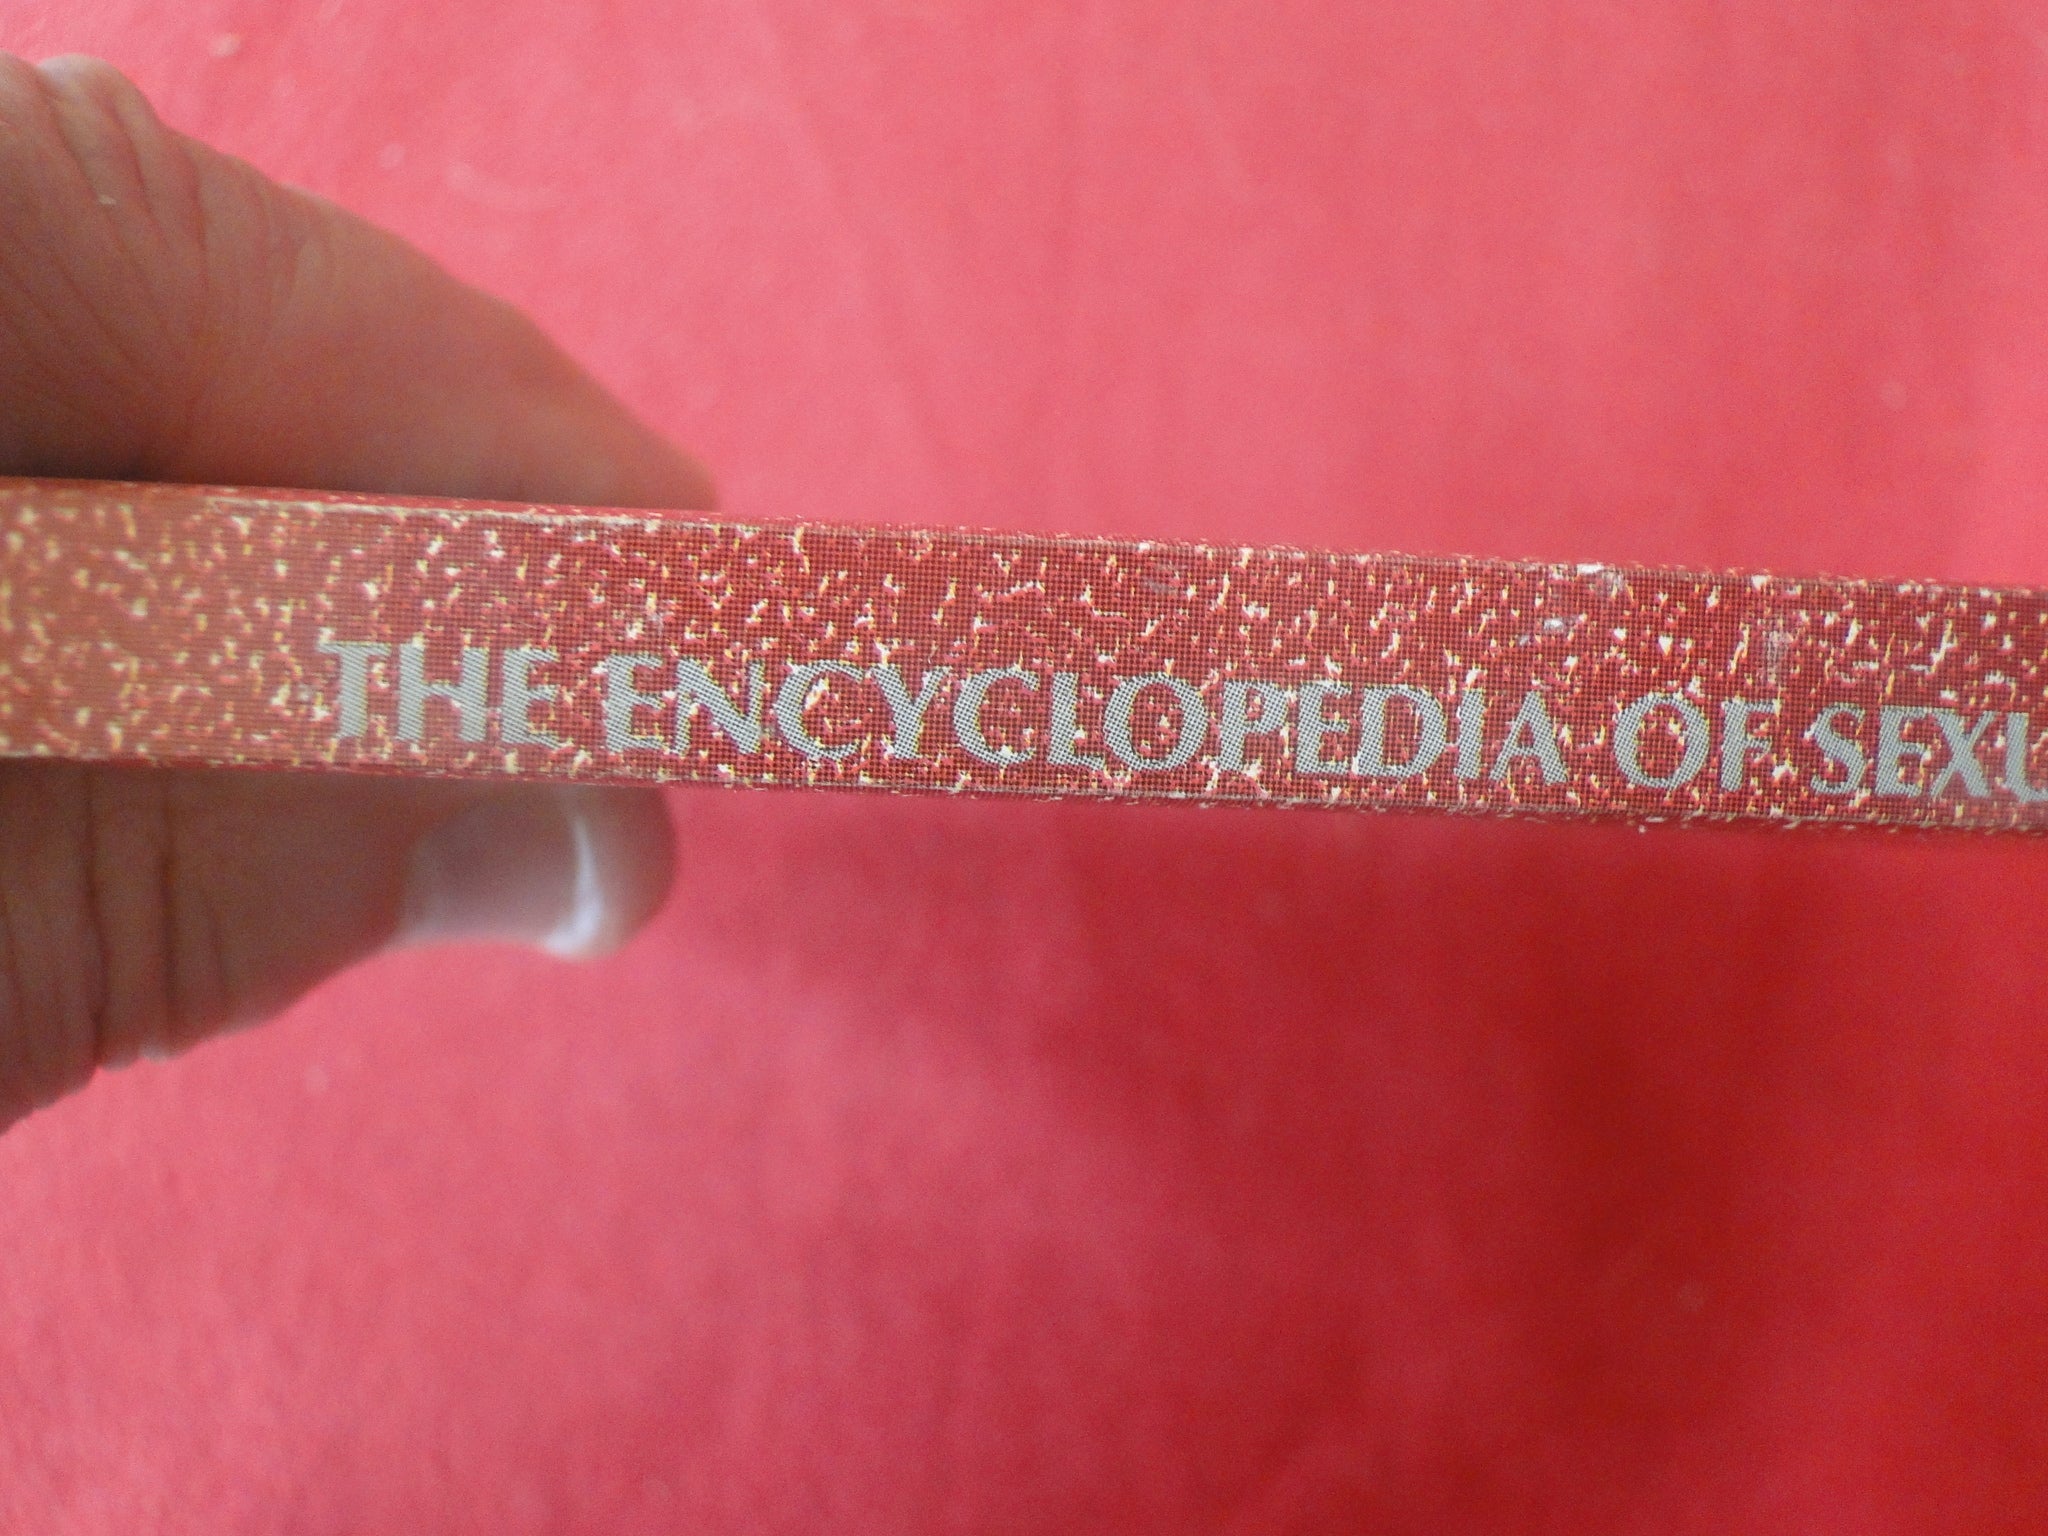 THE ENCYCLOPEDIA OF SEXU